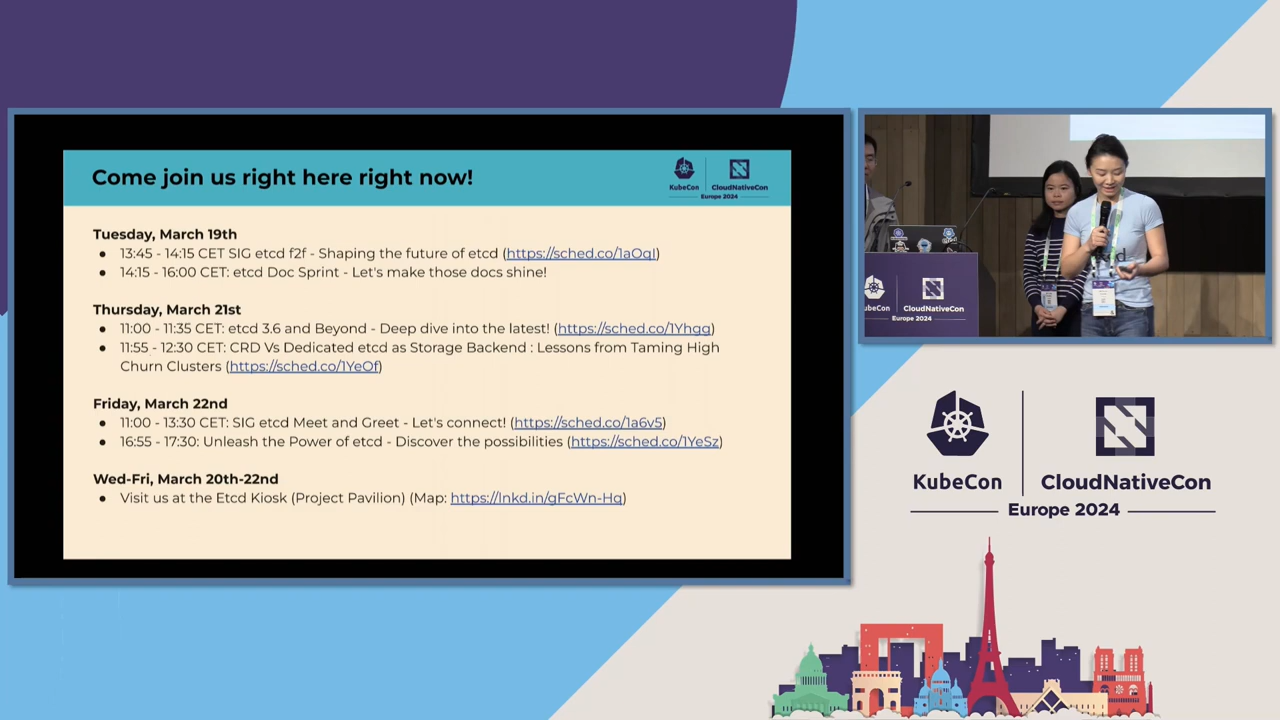 Come join us right here right now!
KubeCon
CloudNativeCon
Europe 2024
Tuesday, March 19th
● 13:45 - 14:15 CET SIG etcd f2f - Shaping the future of etcd (https://sched.co/1aOqI)
● 14:15 - 16:00 CET: etcd Doc Sprint - Let's make those docs shine!
Thursday, March 21st
● 11:00 - 11:35 CET: etcd 3.6 and Beyond - Deep dive into the latest! (https://sched.co/1Yhgg)
● 11:55 - 12:30 CET: CRD Vs Dedicated etcd as Storage Backend : Lessons from Taming High
Churn Clusters (https://sched.co/1YeOf)
Friday, March 22nd
● 11:00 - 13:30 CET: SIG etcd Meet and Greet - Let's connect! (https://sched.co/1a6v5)
● 16:55 - 17:30: Unleash the Power of etcd - Discover the possibilities (https://sched.co/1YeSz)
Wed-Fri, March 20th-22nd
● Visit us at the Etcd Kiosk (Project Pavilion) (Map: https://lnkd.in/gFcWn-Hq)
KubeCon
CloudNativeCon
Europe 2024
KubeCon
CloudNativeCon
Europe 2024